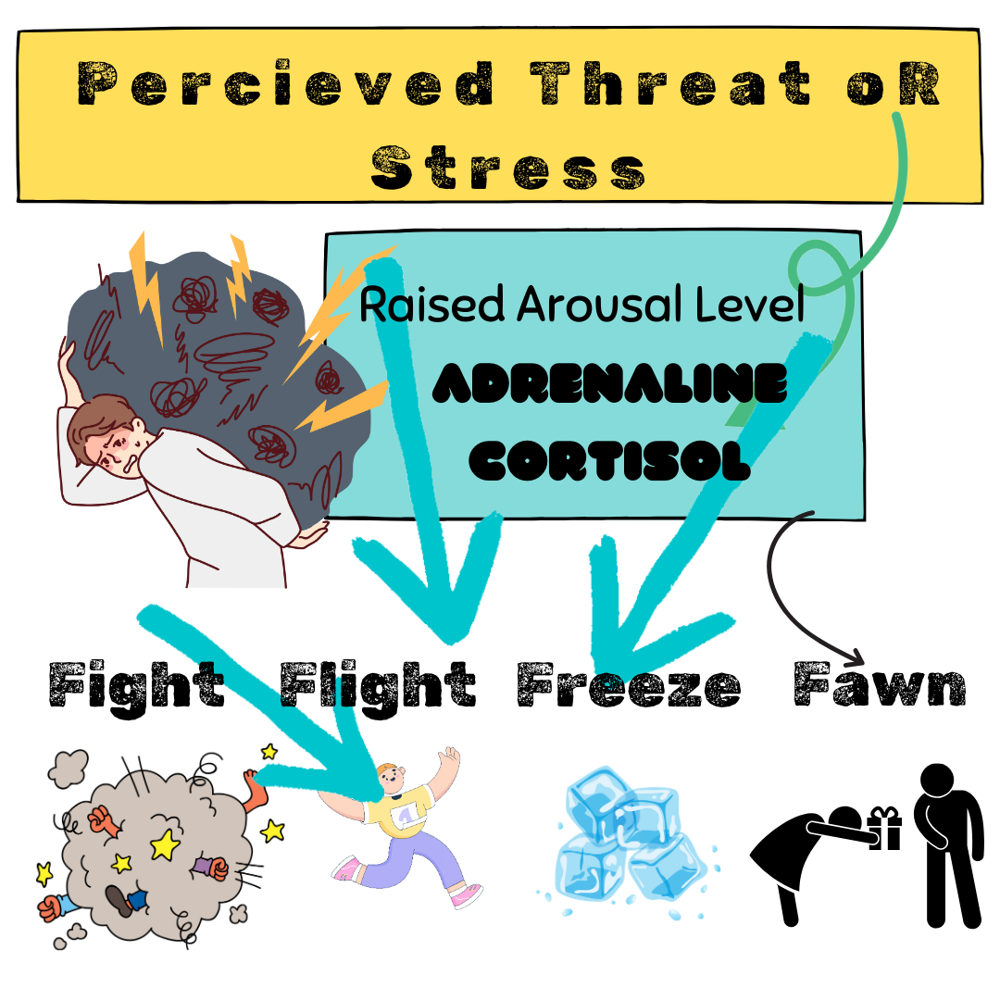 Percieved Threat oR
Stress
Raised Arousal Level
ADRENALINE
CORTISOL
Fight Flight Freeze Fawn